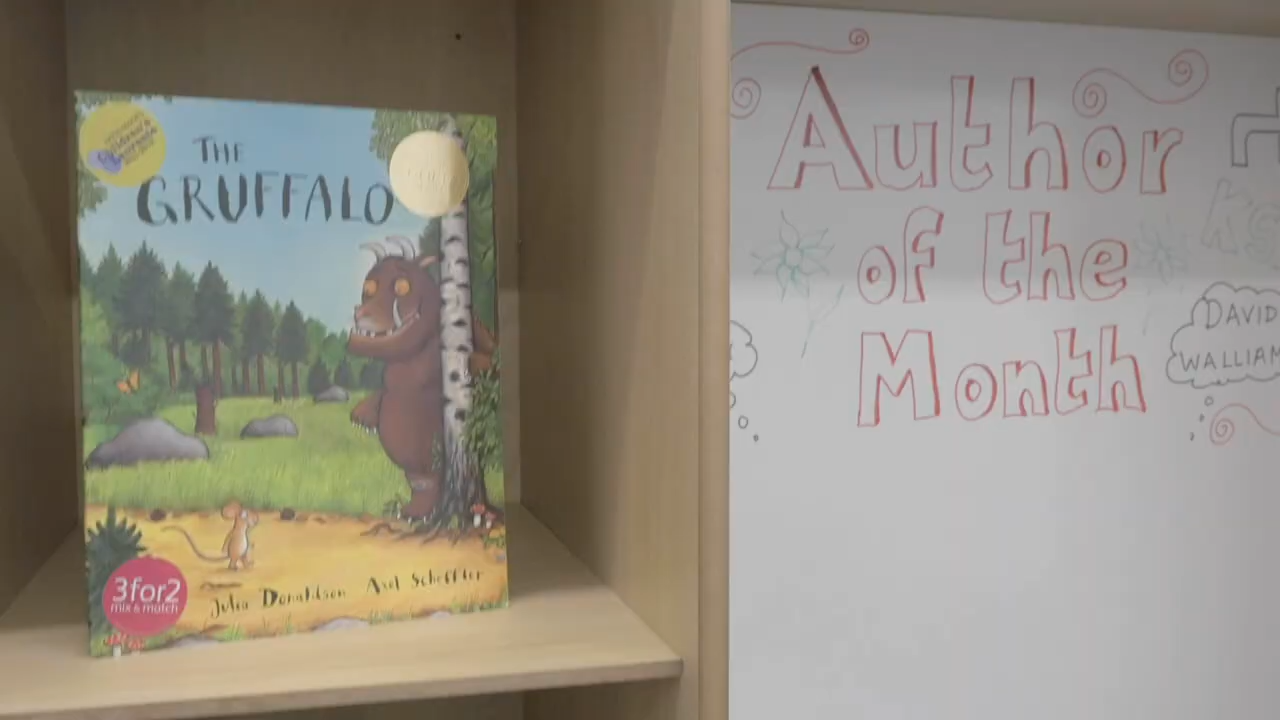 THE
GRUFFALO
3for2
mix & match
Julia Donaldson Axel Scheffler
Author
of the
Month
DAVID
WALLIAM